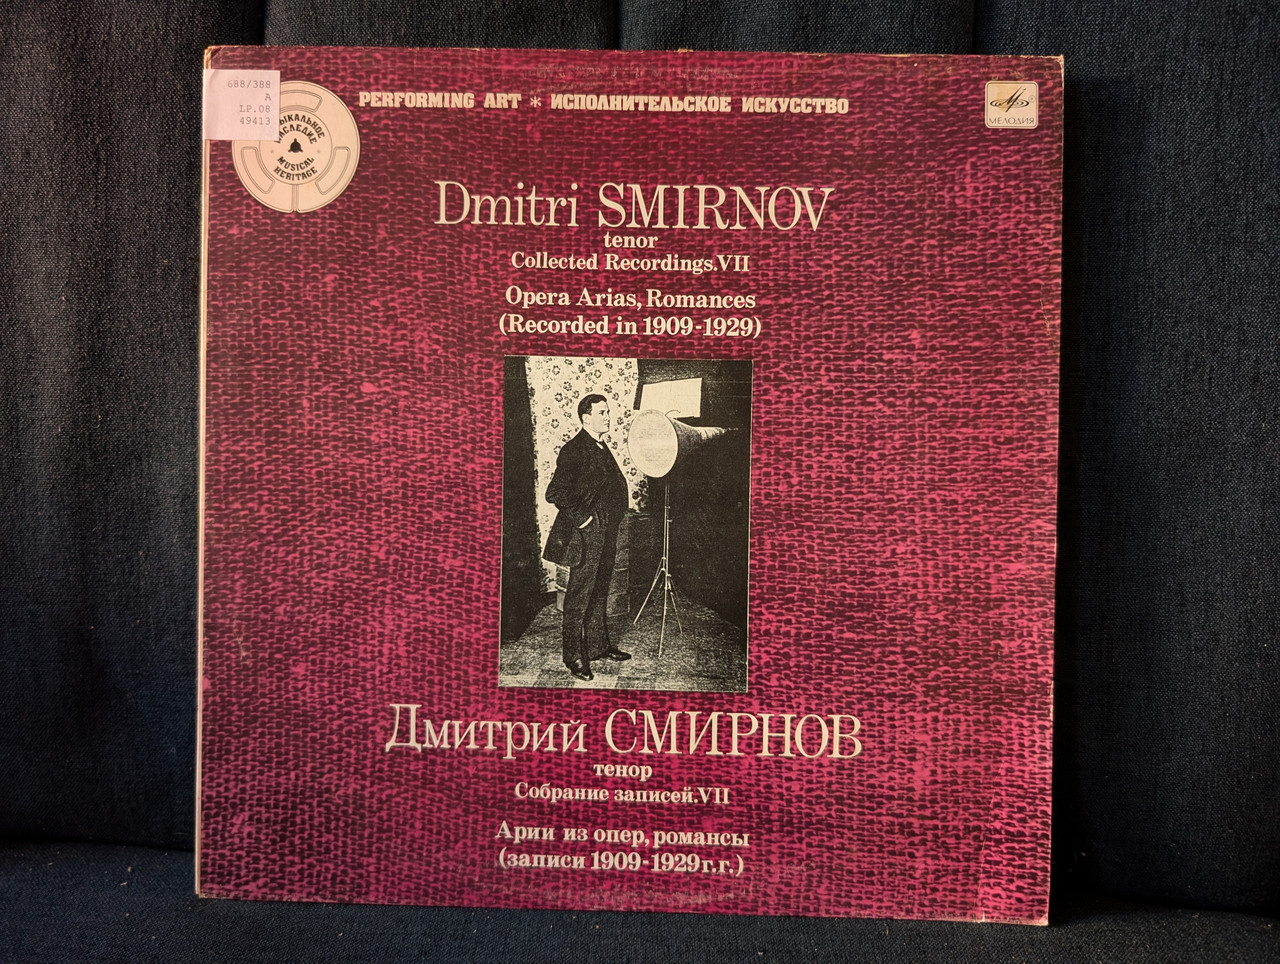 688/388
A
LP.08
49413
МУЗЫКАЛЬНОЕ
НАСЛЕДИЕ
MUSICAL
HERITAGE
PERFORMING ART * ИСПОЛНИТЕЛЬСКОЕ ИСКУССТВО
МЕЛОДИЯ
Dmitri SMIRNOV
tenor
Collected Recordings.VII
Opera Arias, Romances
(Recorded in 1909-1929)
Дмитрий СМИРНОВ
тенор
Собрание записей.VII
Арии из опер, романсы
(записи 1909-1929г.г.)